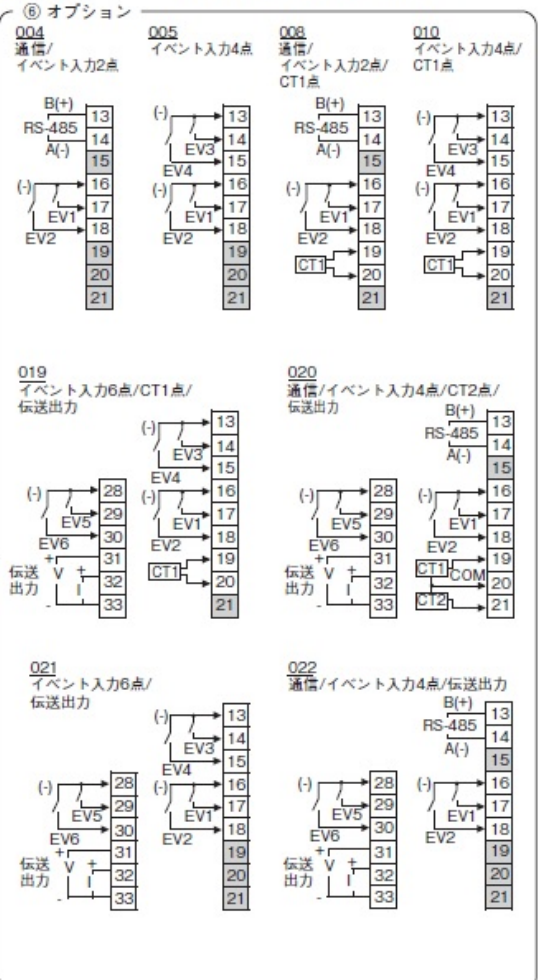 ⑥ オプション
004
通信/
イベント入力2点
B(+)
RS-485
A(-)
13
14
15
(-)
16
EV1
17
EV2
18
19
20
21
005
イベント入力4点
(-)
13
EV3
14
EV4
15
(-)
16
EV1
17
EV2
18
19
20
21
008
通信/
イベント入力2点/
CT1点
B(+)
RS-485
A(-)
13
14
15
(-)
16
EV1
17
EV2
18
CT1
19
20
21
010
イベント入力4点/
CT1点
(-)
13
EV3
14
EV4
15
(-)
16
EV1
17
EV2
18
CT1
19
20
21
019
イベント入力6点/CT1点/
伝送出力
(-)
28
EV5
29
EV6
30
伝送
出力
+
V
+
I
-
31
32
33
(-)
13
EV3
14
EV4
15
(-)
16
EV1
17
EV2
18
CT1
19
20
21
020
通信/イベント入力4点/CT2点/
伝送出力
(-)
28
EV5
29
EV6
30
伝送
出力
+
V
+
I
-
31
32
33
B(+)
RS-485
A(-)
13
14
15
(-)
16
EV1
17
EV2
18
CT1
19
COM
20
CT2
21
021
イベント入力6点/
伝送出力
(-)
28
EV5
29
EV6
30
伝送
出力
+
V
+
I
-
31
32
33
(-)
13
EV3
14
EV4
15
(-)
16
EV1
17
EV2
18
19
20
21
022
通信/イベント入力4点/伝送出力
(-)
28
EV5
29
EV6
30
伝送
出力
+
V
+
I
-
31
32
33
B(+)
RS-485
A(-)
13
14
15
(-)
16
EV1
17
EV2
18
19
20
21